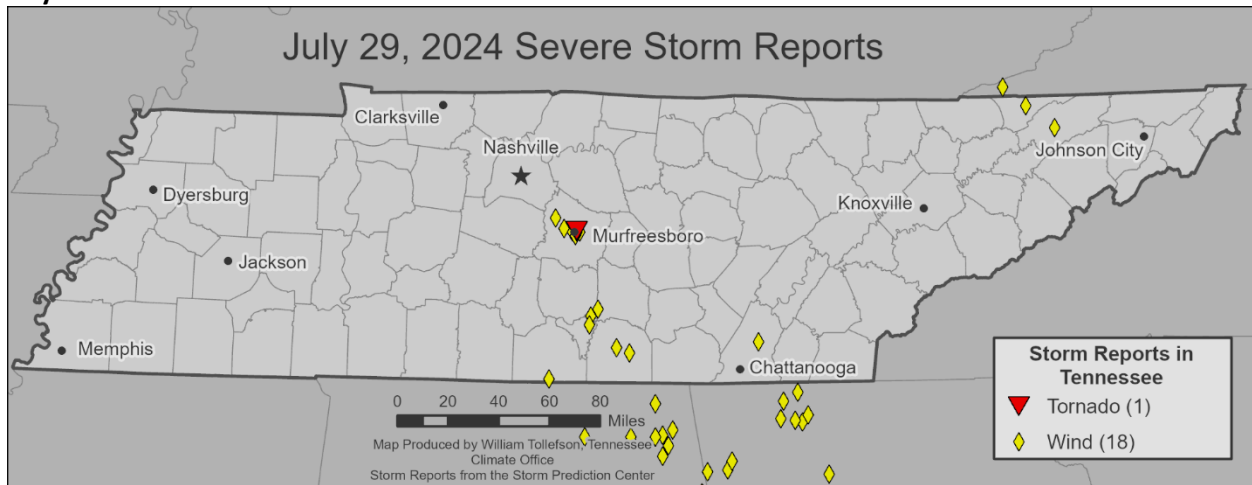 July 29, 2024 Severe Storm Reports
Clarksville
Nashville
Johnson City
Dyersburg
Knoxville
Murfreesboro
Jackson
Memphis
Chattanooga
Storm Reports in
Tennessee
Tornado (1)
Wind (18)
0 20 40 60 80
Miles
Map Produced by William Tollefson, Tennessee
Climate Office
Storm Reports from the Storm Prediction Center